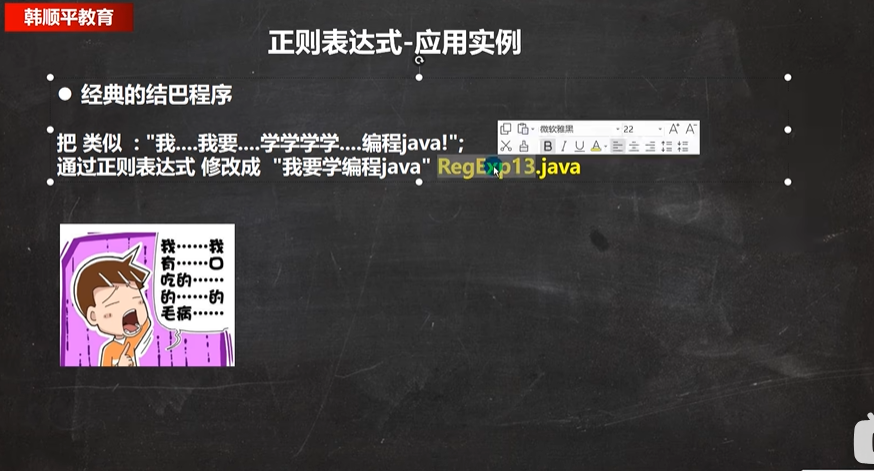 韩顺平教育
正则表达式-应用实例
● 经典的结巴程序
微软雅黑 22 A+ A-
B I U A
把 类似 ："我....我要....学学学学....编程java!";
通过正则表达式 修改成 "我要学编程java" RegExp13.java
我……我
有……口
吃的……
的……的
毛病……